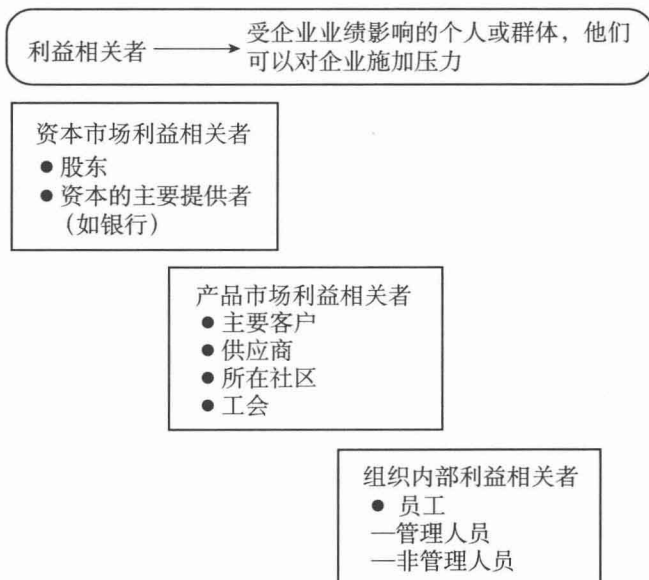 利益相关者
受企业业绩影响的个人或群体，他们
可以对企业施加压力
资本市场利益相关者
● 股东
● 资本的主要提供者
（如银行）
产品市场利益相关者
● 主要客户
● 供应商
● 所在社区
● 工会
组织内部利益相关者
● 员工
—管理人员
—非管理人员